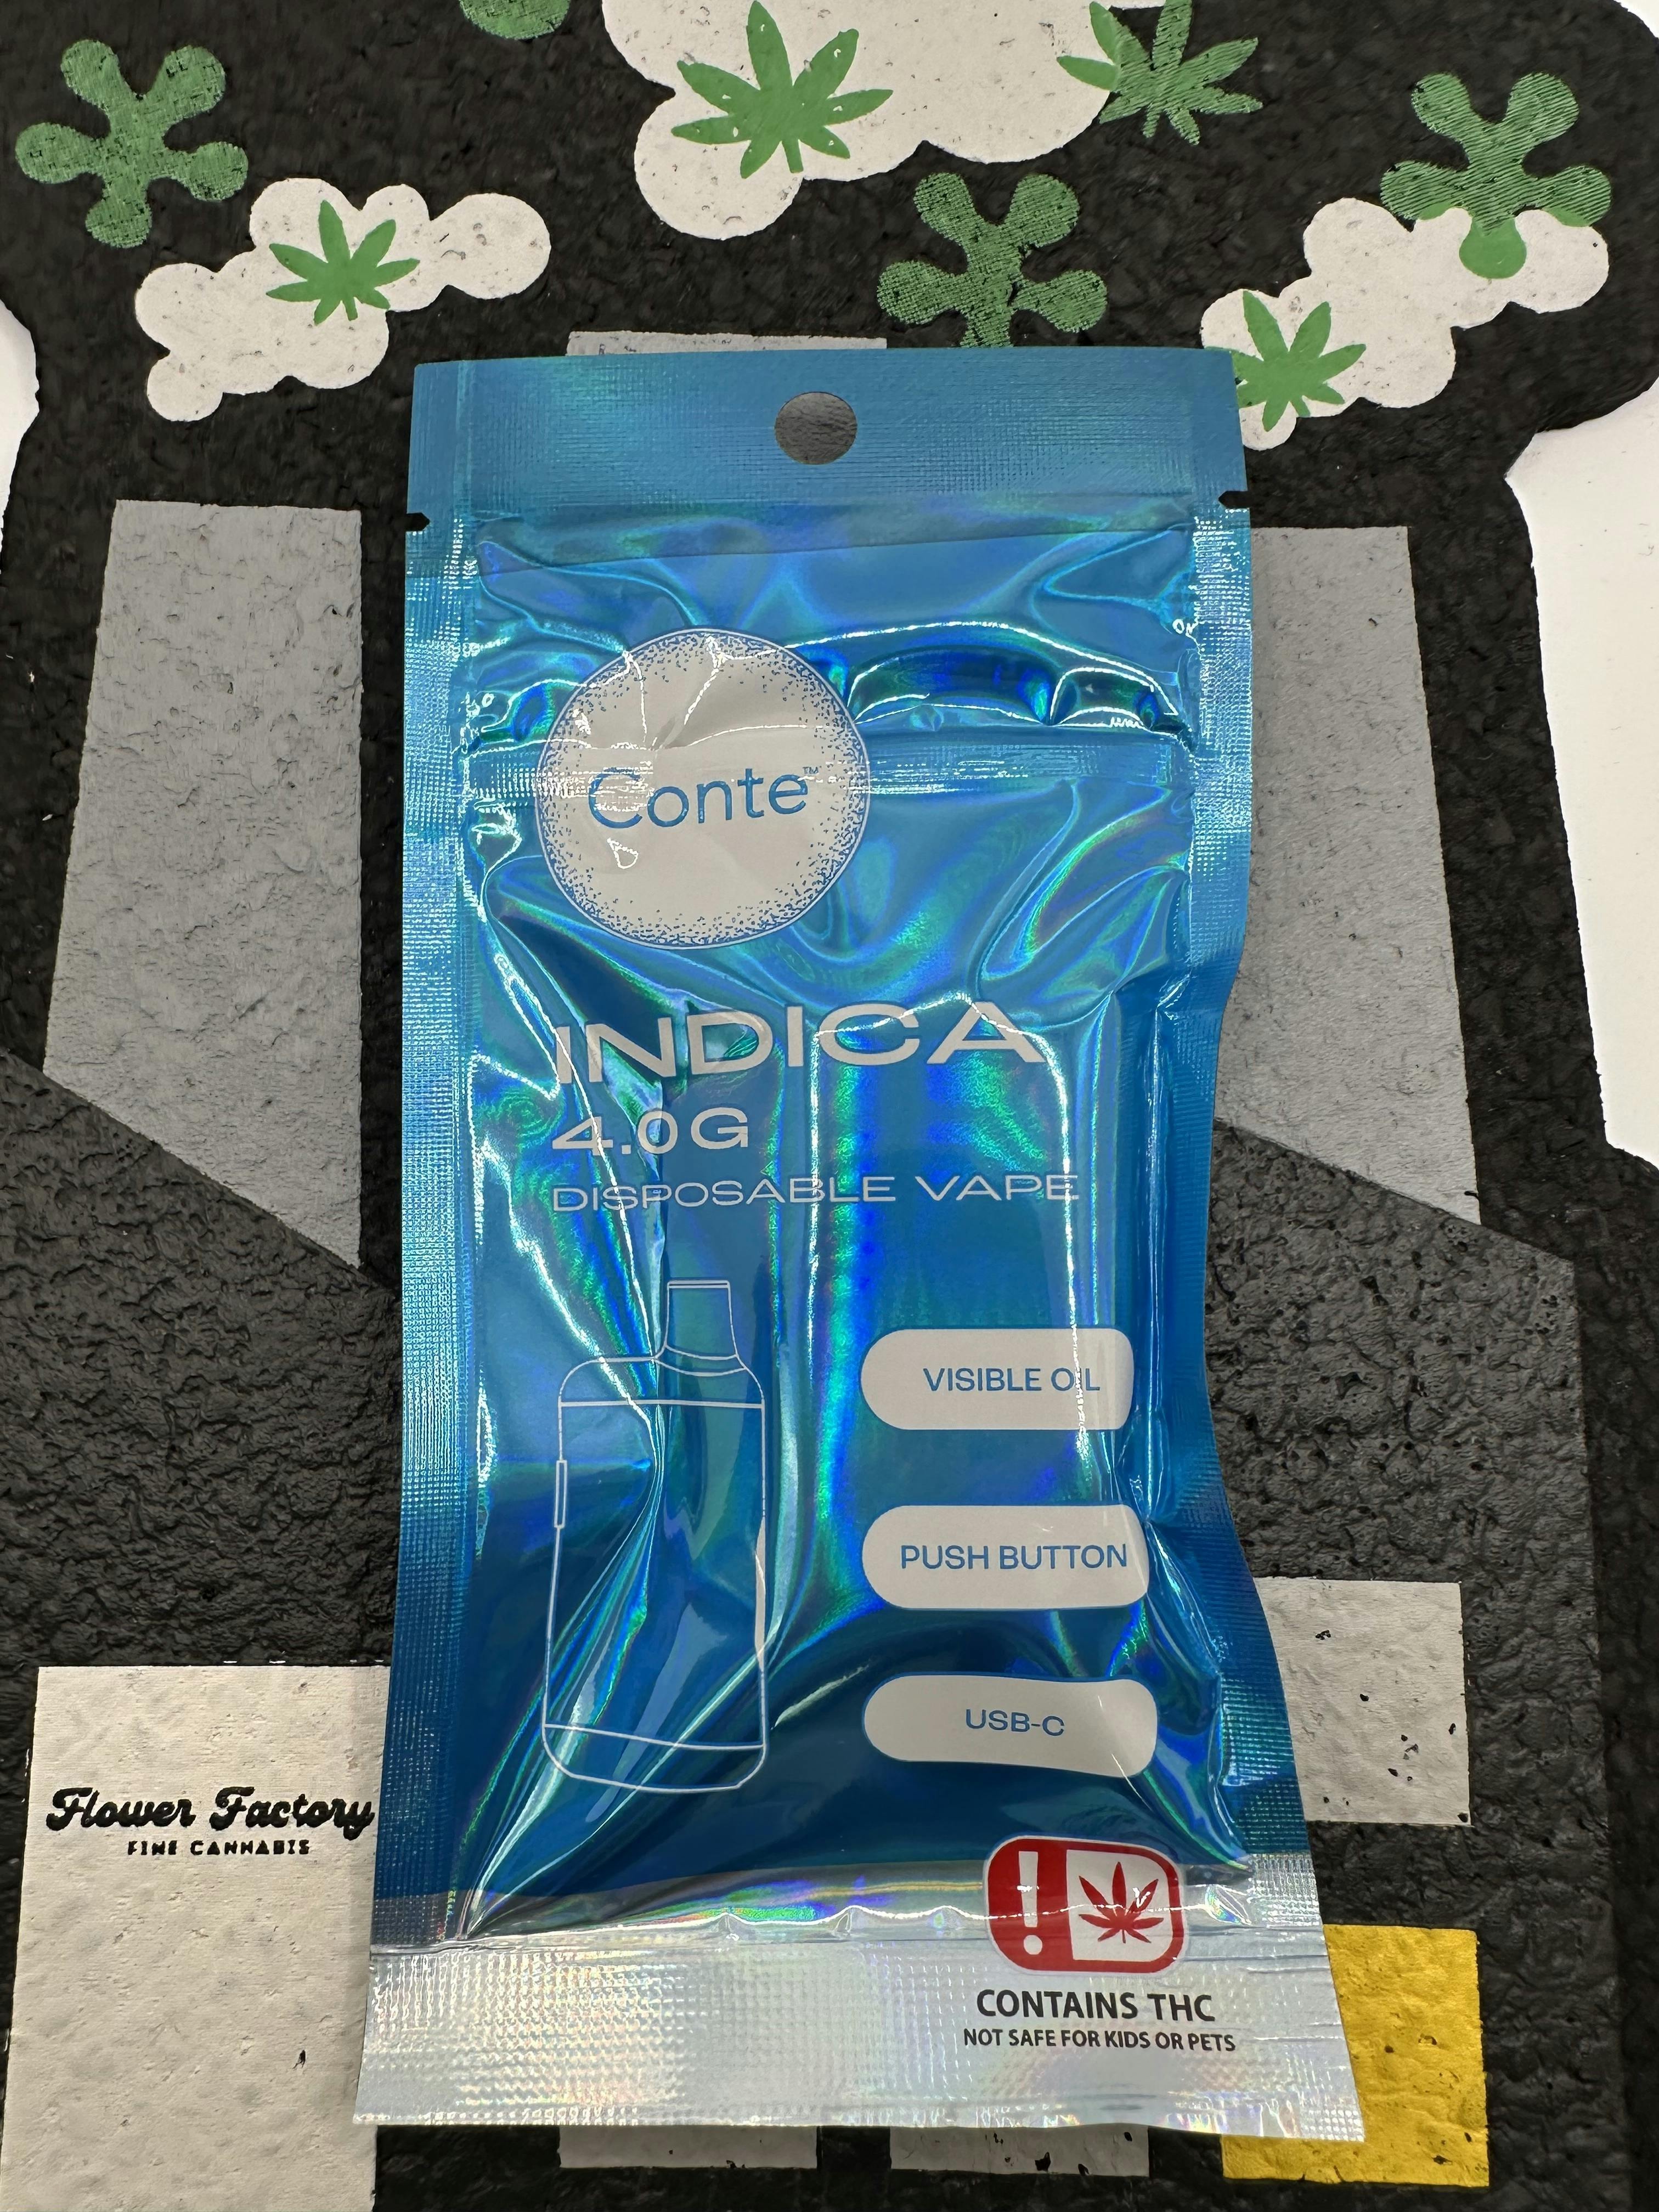 Conte™
INDICA
4.0G
DISPOSABLE VAPE
VISIBLE OIL
PUSH BUTTON
USB-C
Flower Factory
FINE CANNABIS
!
CONTAINS THC
NOT SAFE FOR KIDS OR PETS